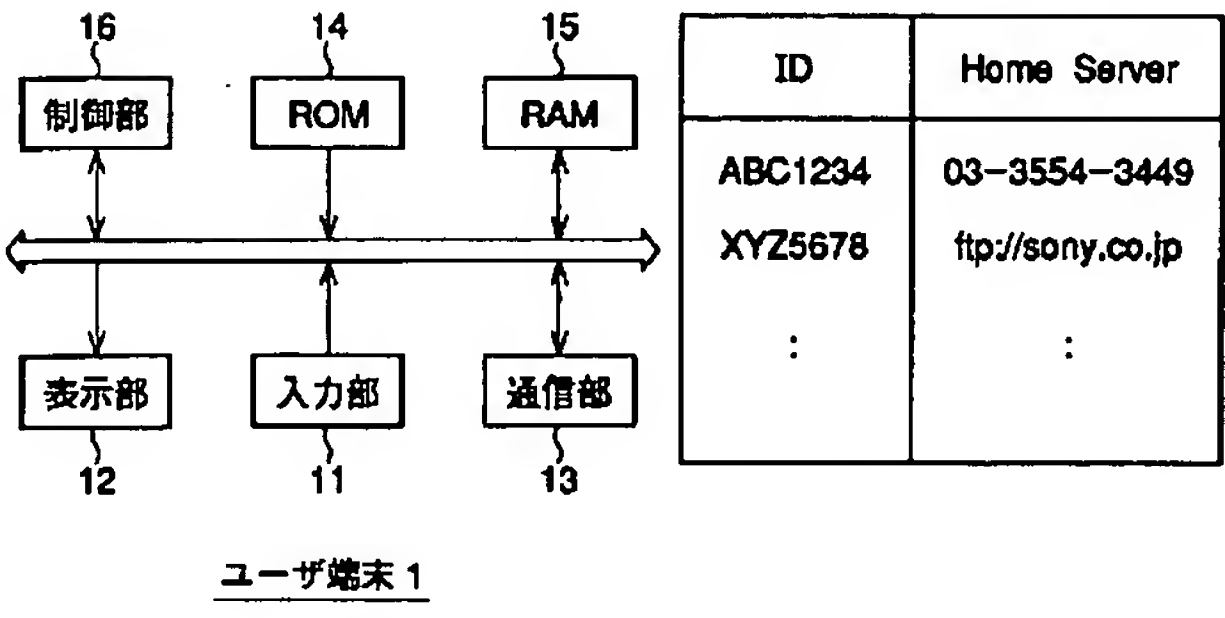 16 14 15
制御部 ROM RAM
表示部 入力部 通信部
12 11 13
ユーザ端末 1
ID Home Server
ABC1234 03-3554-3449
XYZ5678 ftp://sony.co.jp
: :